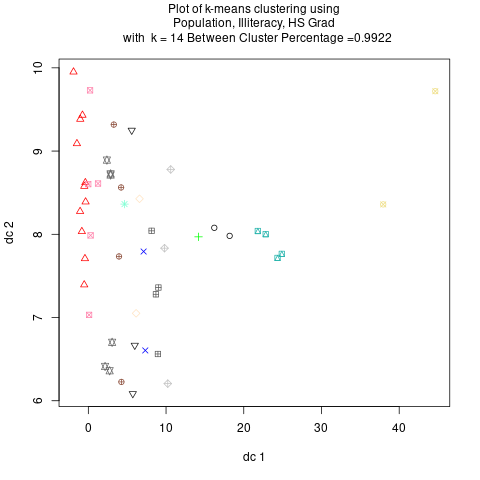 Plot of k-means clustering using
Population, Illiteracy, HS Grad
with k = 14 Between Cluster Percentage =0.9922
10
9
8
7
6
dc 2
0 10 20 30 40
dc 1